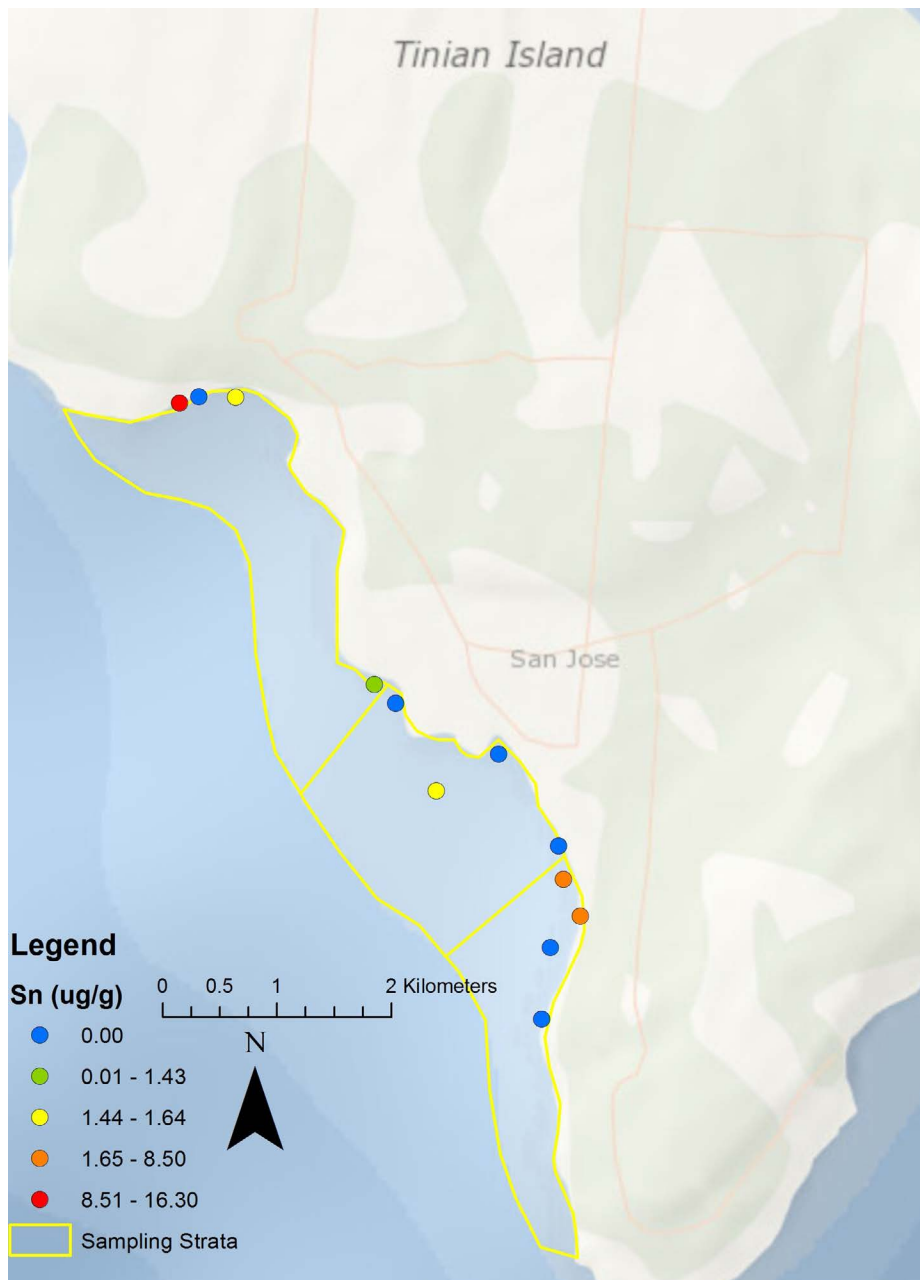 Tinian Island
San Jose
Legend
Sn (ug/g)
0 0.5 1 2 Kilometers
N
0.00
0.01 - 1.43
1.44 - 1.64
1.65 - 8.50
8.51 - 16.30
Sampling Strata